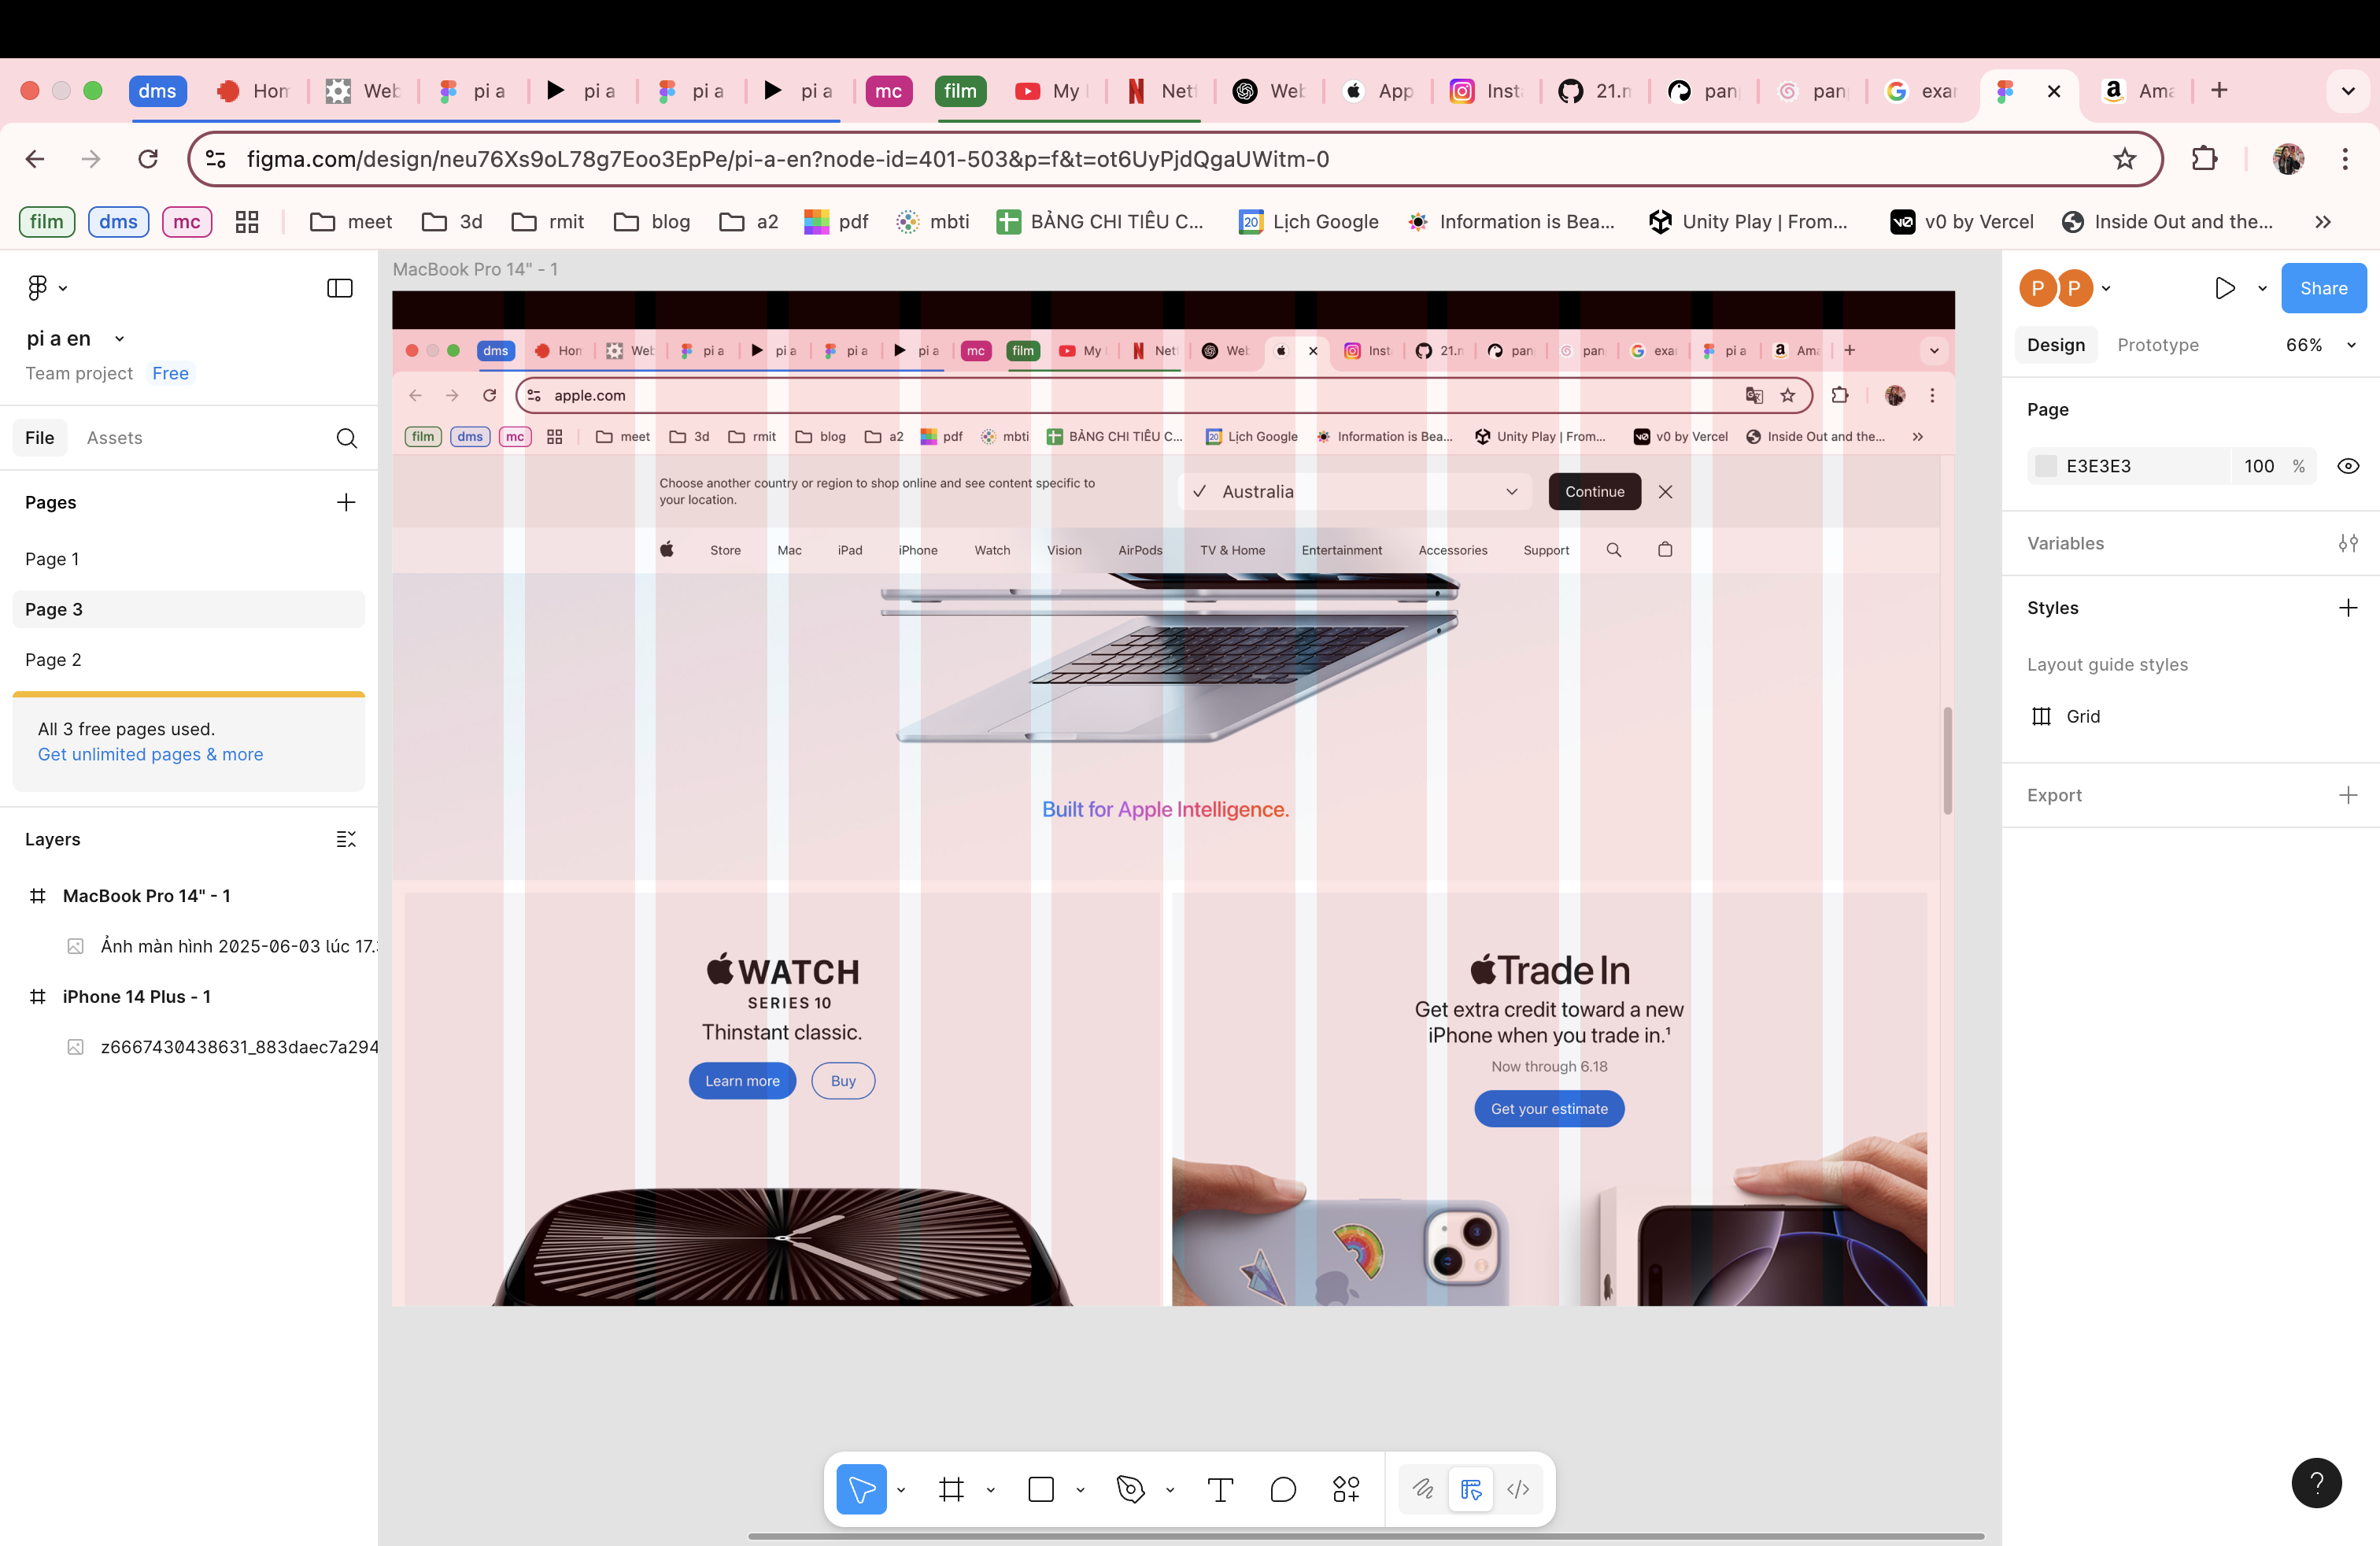 dms Hom Web pi a pi a pi a pi a mc film My Netf Web App Inst 21.n pan pan exan Ama
figma.com/design/neu76Xs9oL78g7Eoo3EpPe/pi-a-en?node-id=401-503&p=f&t=ot6UyPjdQgaUWitm-0
film dms mc meet 3d rmit blog a2 pdf mbti BẢNG CHI TIÊU C... Lịch Google Information is Bea... Unity Play | From... v0 by Vercel Inside Out and the...
pi a en
Team project Free
File Assets
Pages
Page 1
Page 3
Page 2
All 3 free pages used.
Get unlimited pages & more
Layers
MacBook Pro 14" - 1
Ảnh màn hình 2025-06-03 lúc 17.3
iPhone 14 Plus - 1
z6667430438631_883daec7a294
MacBook Pro 14" - 1
dms Hom Web pi a pi a pi a pi a mc film My Netf Web Inst 21.n pan pan exan pi a Ama
apple.com
film dms mc meet 3d rmit blog a2 pdf mbti BẢNG CHI TIÊU C... Lịch Google Information is Bea... Unity Play | From... v0 by Vercel Inside Out and the...
Choose another country or region to shop online and see content specific to
your location.
Australia
Continue
Store Mac iPad iPhone Watch Vision AirPods TV & Home Entertainment Accessories Support
Built for Apple Intelligence.
WATCH
SERIES 10
Thinstant classic.
Learn more Buy
Trade In
Get extra credit toward a new
iPhone when you trade in.¹
Now through 6.18
Get your estimate
P P Share
Design Prototype 66%
Page
E3E3E3 100 %
Variables
Styles
Layout guide styles
Grid
Export